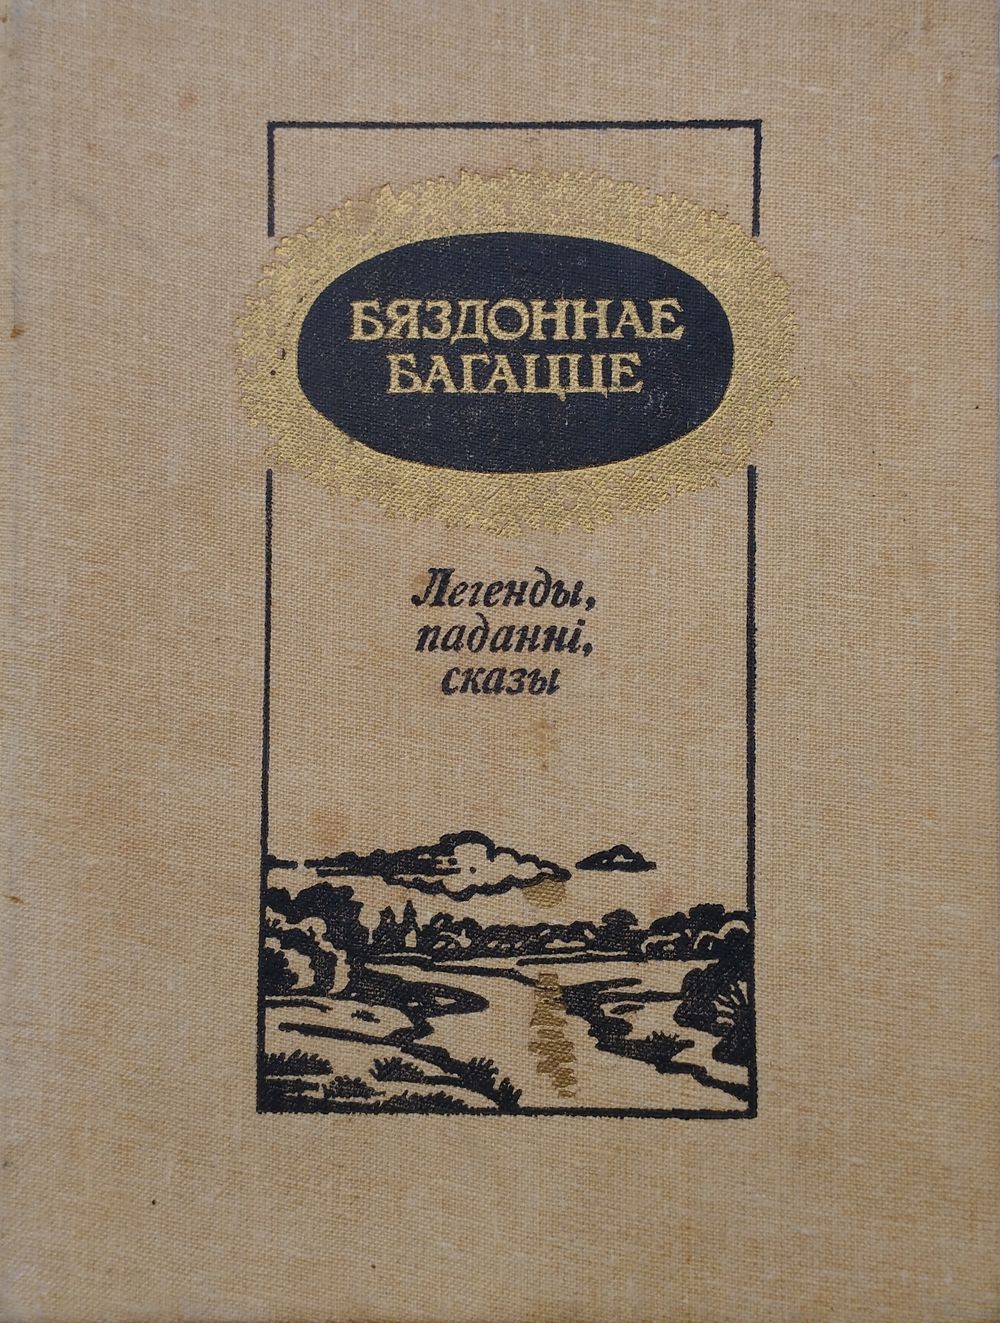 БЯЗДОННАЕ
БАГАЦЦЕ
Легенды,
паданні,
сказы